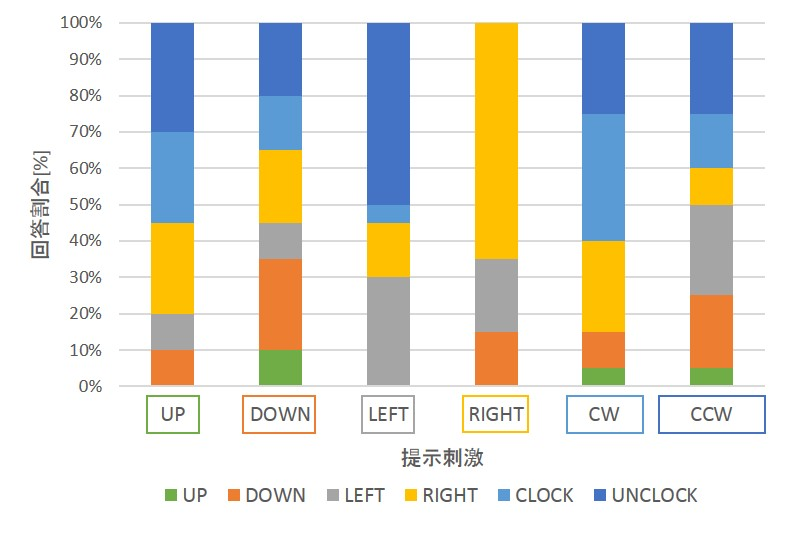 100%
90%
80%
70%
60%
50%
40%
30%
20%
10%
0%
回答割合[%]
UP DOWN LEFT RIGHT CW CCW
提示刺激
UP DOWN LEFT RIGHT CLOCK UNCLOCK